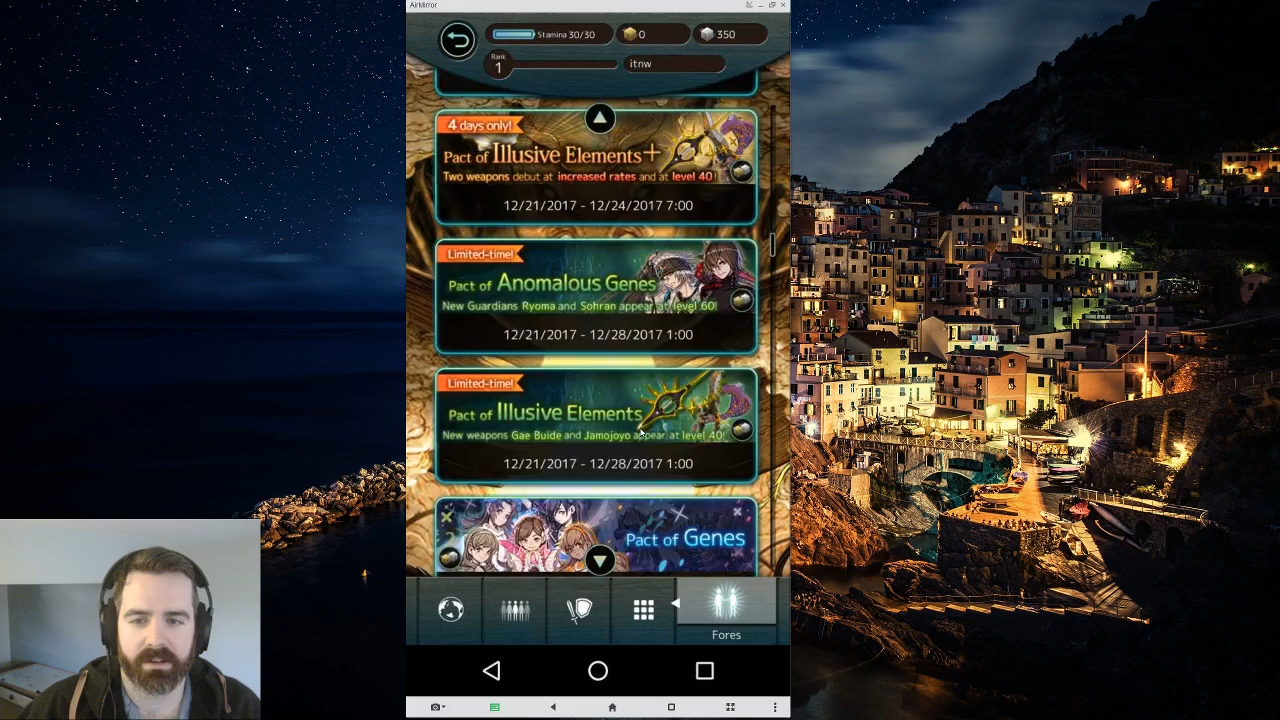 AirMirror
Stamina 30/30
0
350
Rank
1
itnw
4 days only!
Pact of Illusive Elements+
Two weapons debut at increased rates and at level 40!
12/21/2017 - 12/24/2017 7:00
Limited-time!
Pact of Anomalous Genes
New Guardians Ryoma and Sohran appear at level 60!
12/21/2017 - 12/28/2017 1:00
Limited-time!
Pact of Illusive Elements
New weapons Gae Buide and Jamojoyo appear at level 40!
12/21/2017 - 12/28/2017 1:00
Pact of Genes
Fores